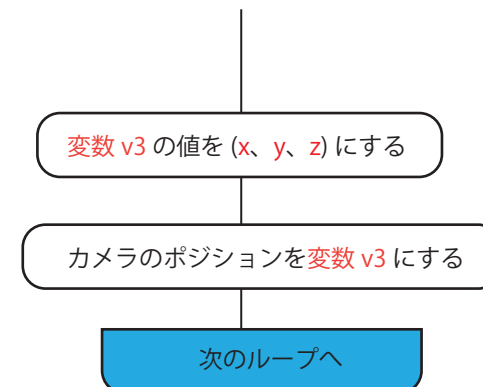 変数 v3 の値を (x、y、z) にする
カメラのポジションを変数 v3 にする
次のループへ